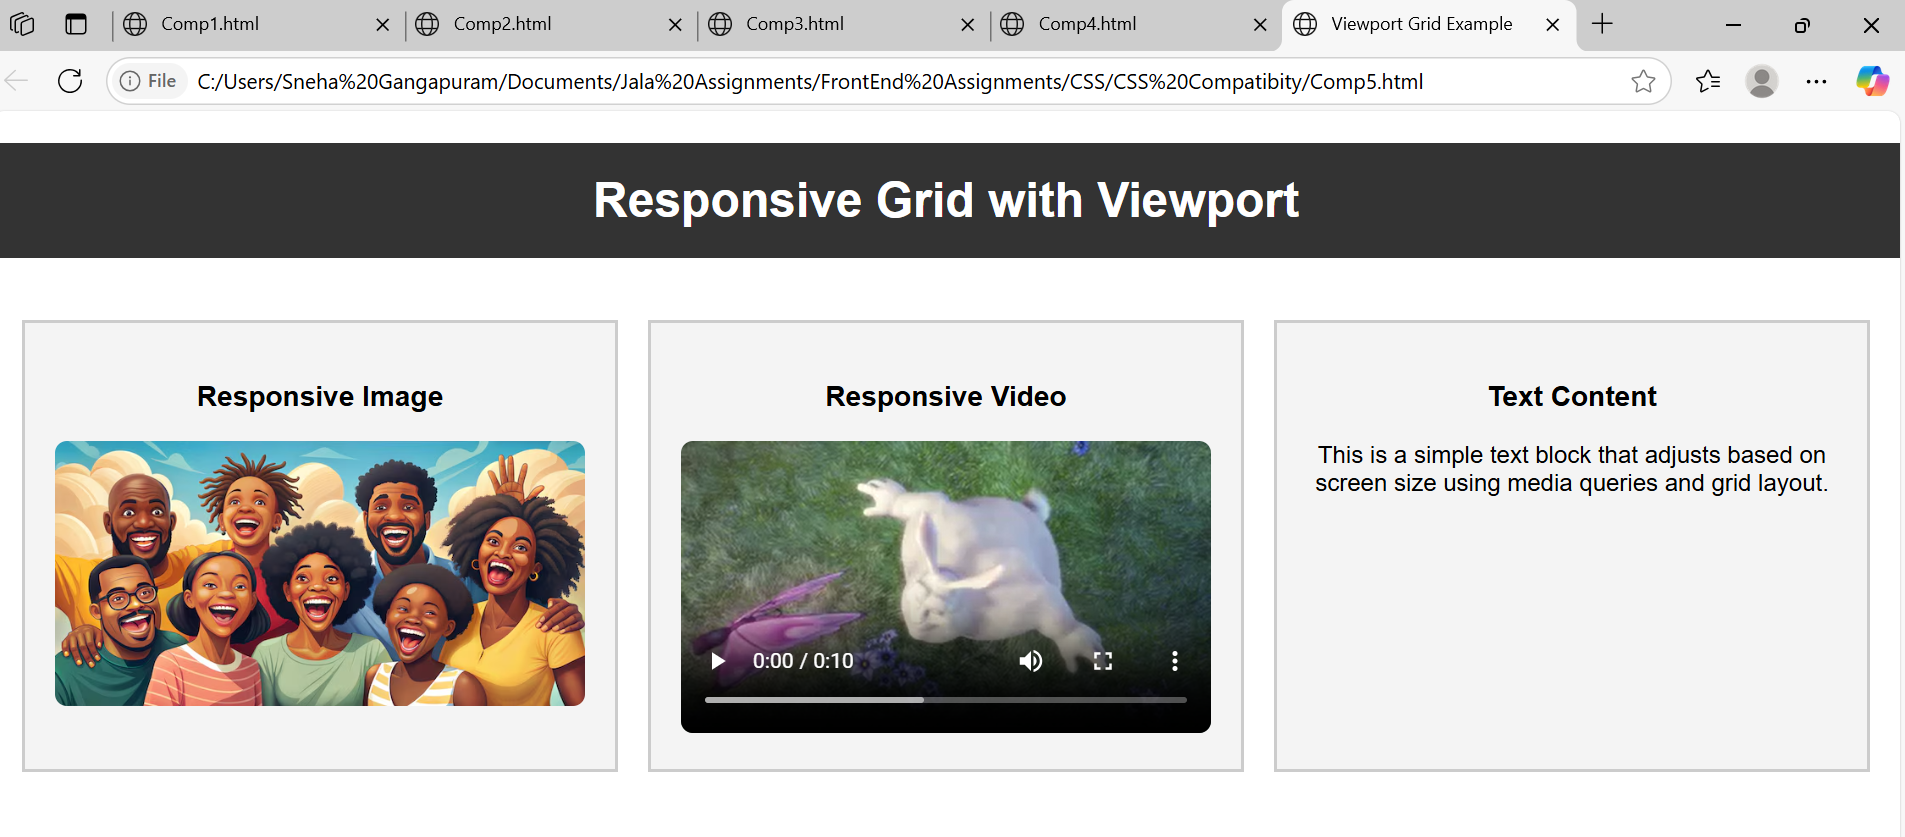 Comp1.html
Comp2.html
Comp3.html
Comp4.html
Viewport Grid Example
File
C:/Users/Sneha%20Gangapuram/Documents/Jala%20Assignments/FrontEnd%20Assignments/CSS/CSS%20Compatibity/Comp5.html
Responsive Grid with Viewport
Responsive Image
Responsive Video
0:00 / 0:10
Text Content
This is a simple text block that adjusts based on
screen size using media queries and grid layout.